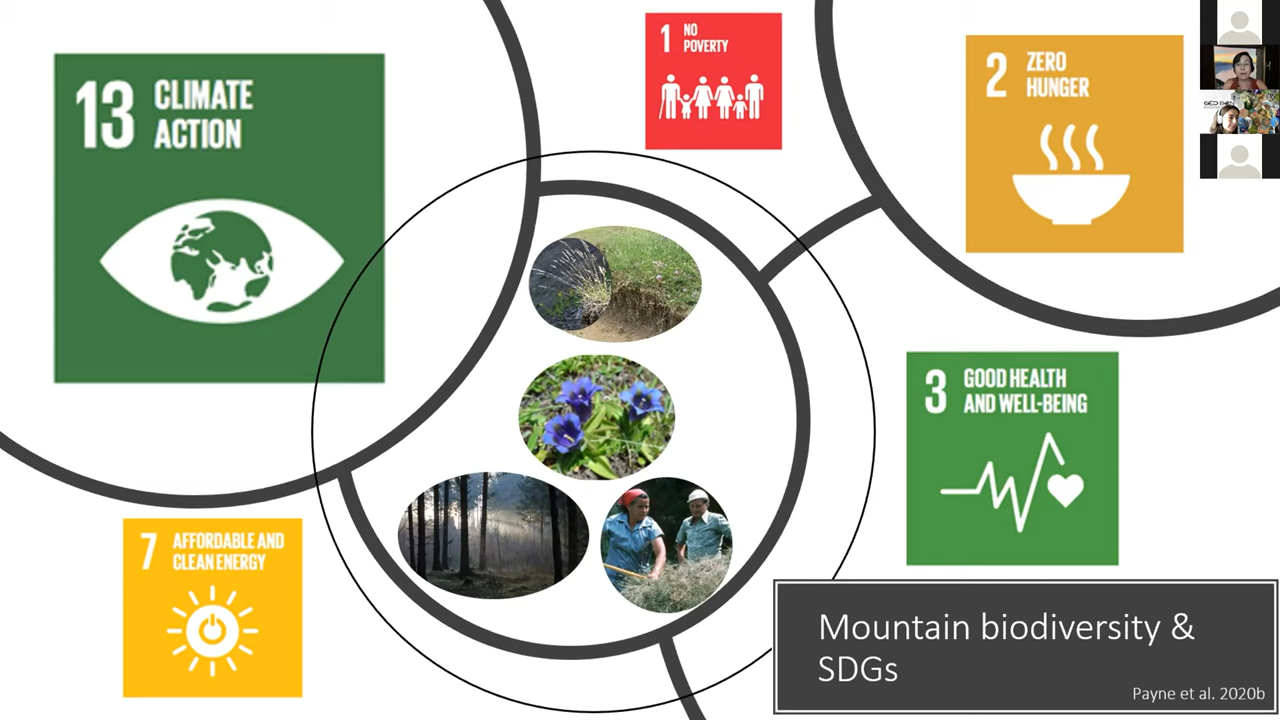 13 CLIMATE
ACTION
1 NO
POVERTY
2 ZERO
HUNGER
3 GOOD HEALTH
AND WELL-BEING
7 AFFORDABLE AND
CLEAN ENERGY
Mountain biodiversity &
SDGs
Payne et al. 2020b